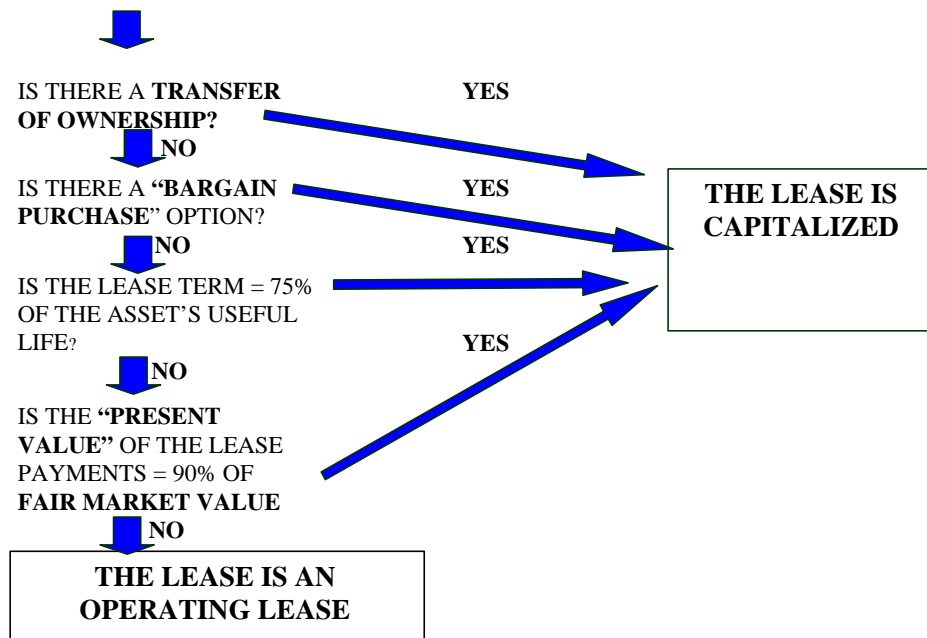 IS THERE A TRANSFER
OF OWNERSHIP?
YES
NO
IS THERE A “BARGAIN
PURCHASE” OPTION?
YES
NO
YES
IS THE LEASE TERM = 75%
OF THE ASSET’S USEFUL
LIFE?
YES
NO
IS THE “PRESENT
VALUE” OF THE LEASE
PAYMENTS = 90% OF
FAIR MARKET VALUE
NO
THE LEASE IS
CAPITALIZED
THE LEASE IS AN
OPERATING LEASE